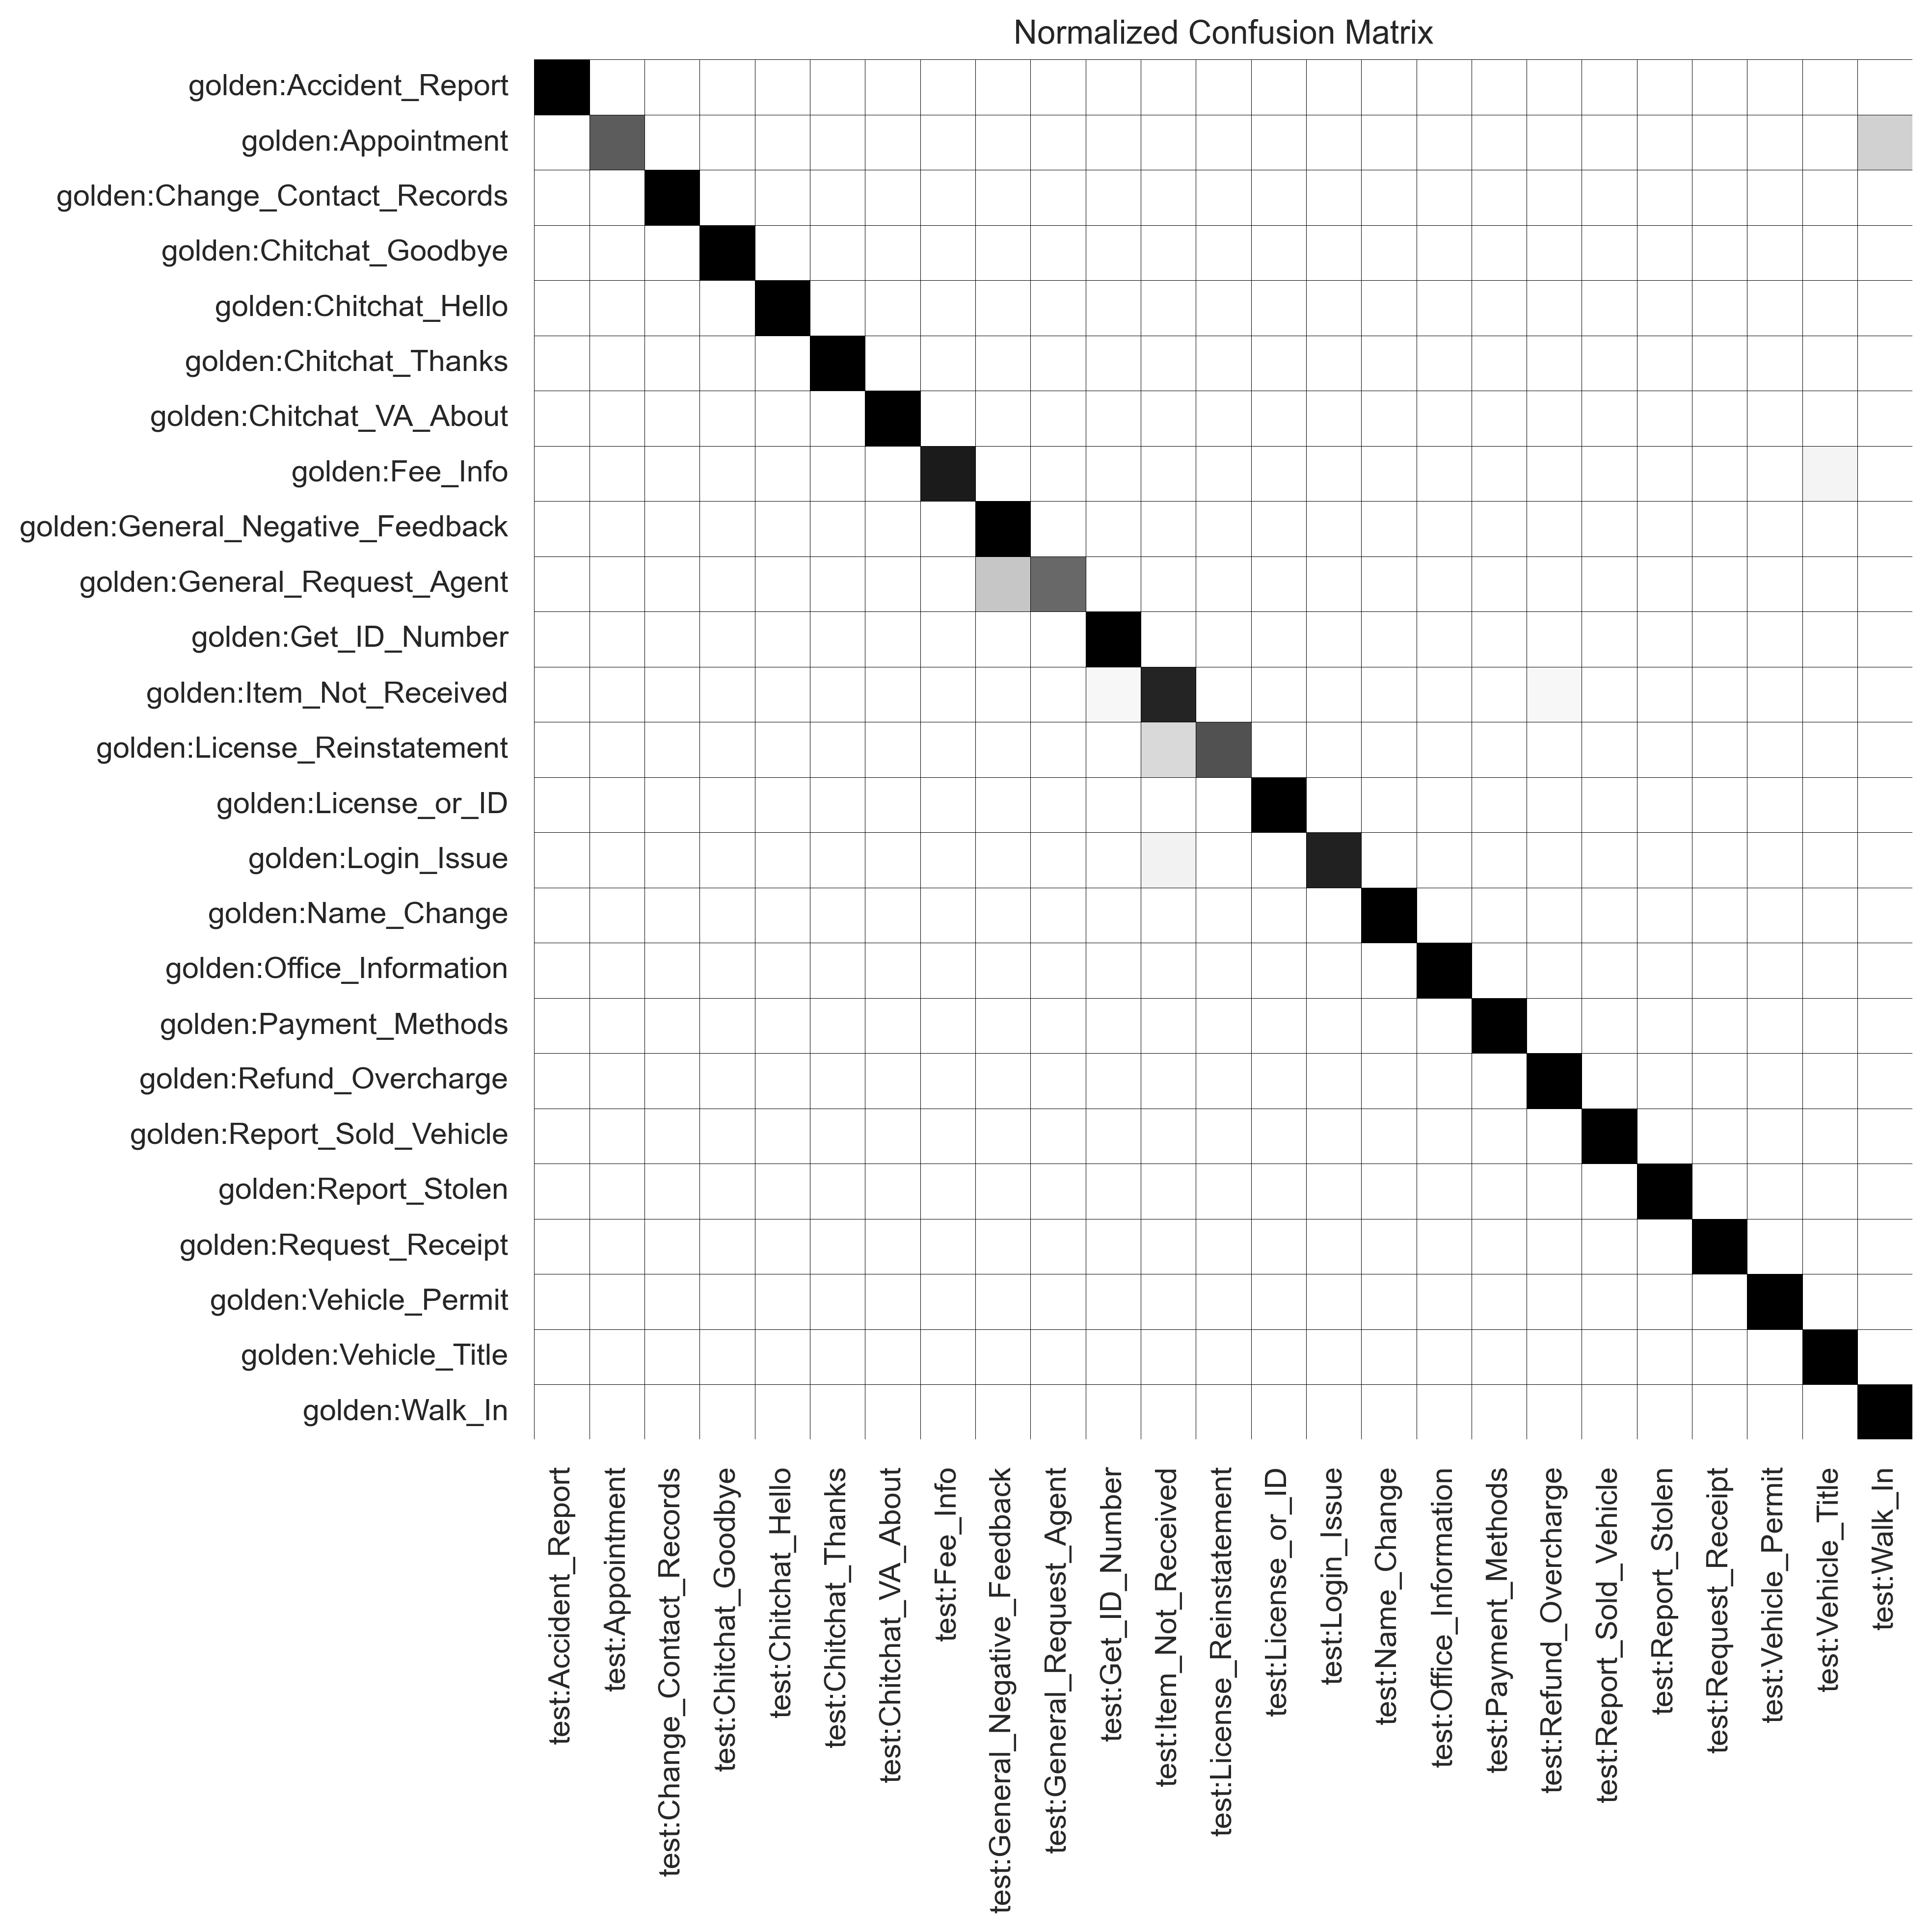 Normalized Confusion Matrix
golden:Accident_Report
golden:Appointment
golden:Change_Contact_Records
golden:Chitchat_Goodbye
golden:Chitchat_Hello
golden:Chitchat_Thanks
golden:Chitchat_VA_About
golden:Fee_Info
golden:General_Negative_Feedback
golden:General_Request_Agent
golden:Get_ID_Number
golden:Item_Not_Received
golden:License_Reinstatement
golden:License_or_ID
golden:Login_Issue
golden:Name_Change
golden:Office_Information
golden:Payment_Methods
golden:Refund_Overcharge
golden:Report_Sold_Vehicle
golden:Report_Stolen
golden:Request_Receipt
golden:Vehicle_Permit
golden:Vehicle_Title
golden:Walk_In
test:Accident_Report
test:Appointment
test:Change_Contact_Records
test:Chitchat_Goodbye
test:Chitchat_Hello
test:Chitchat_Thanks
test:Chitchat_VA_About
test:Fee_Info
test:General_Negative_Feedback
test:General_Request_Agent
test:Get_ID_Number
test:Item_Not_Received
test:License_Reinstatement
test:License_or_ID
test:Login_Issue
test:Name_Change
test:Office_Information
test:Payment_Methods
test:Refund_Overcharge
test:Report_Sold_Vehicle
test:Report_Stolen
test:Request_Receipt
test:Vehicle_Permit
test:Vehicle_Title
test:Walk_In